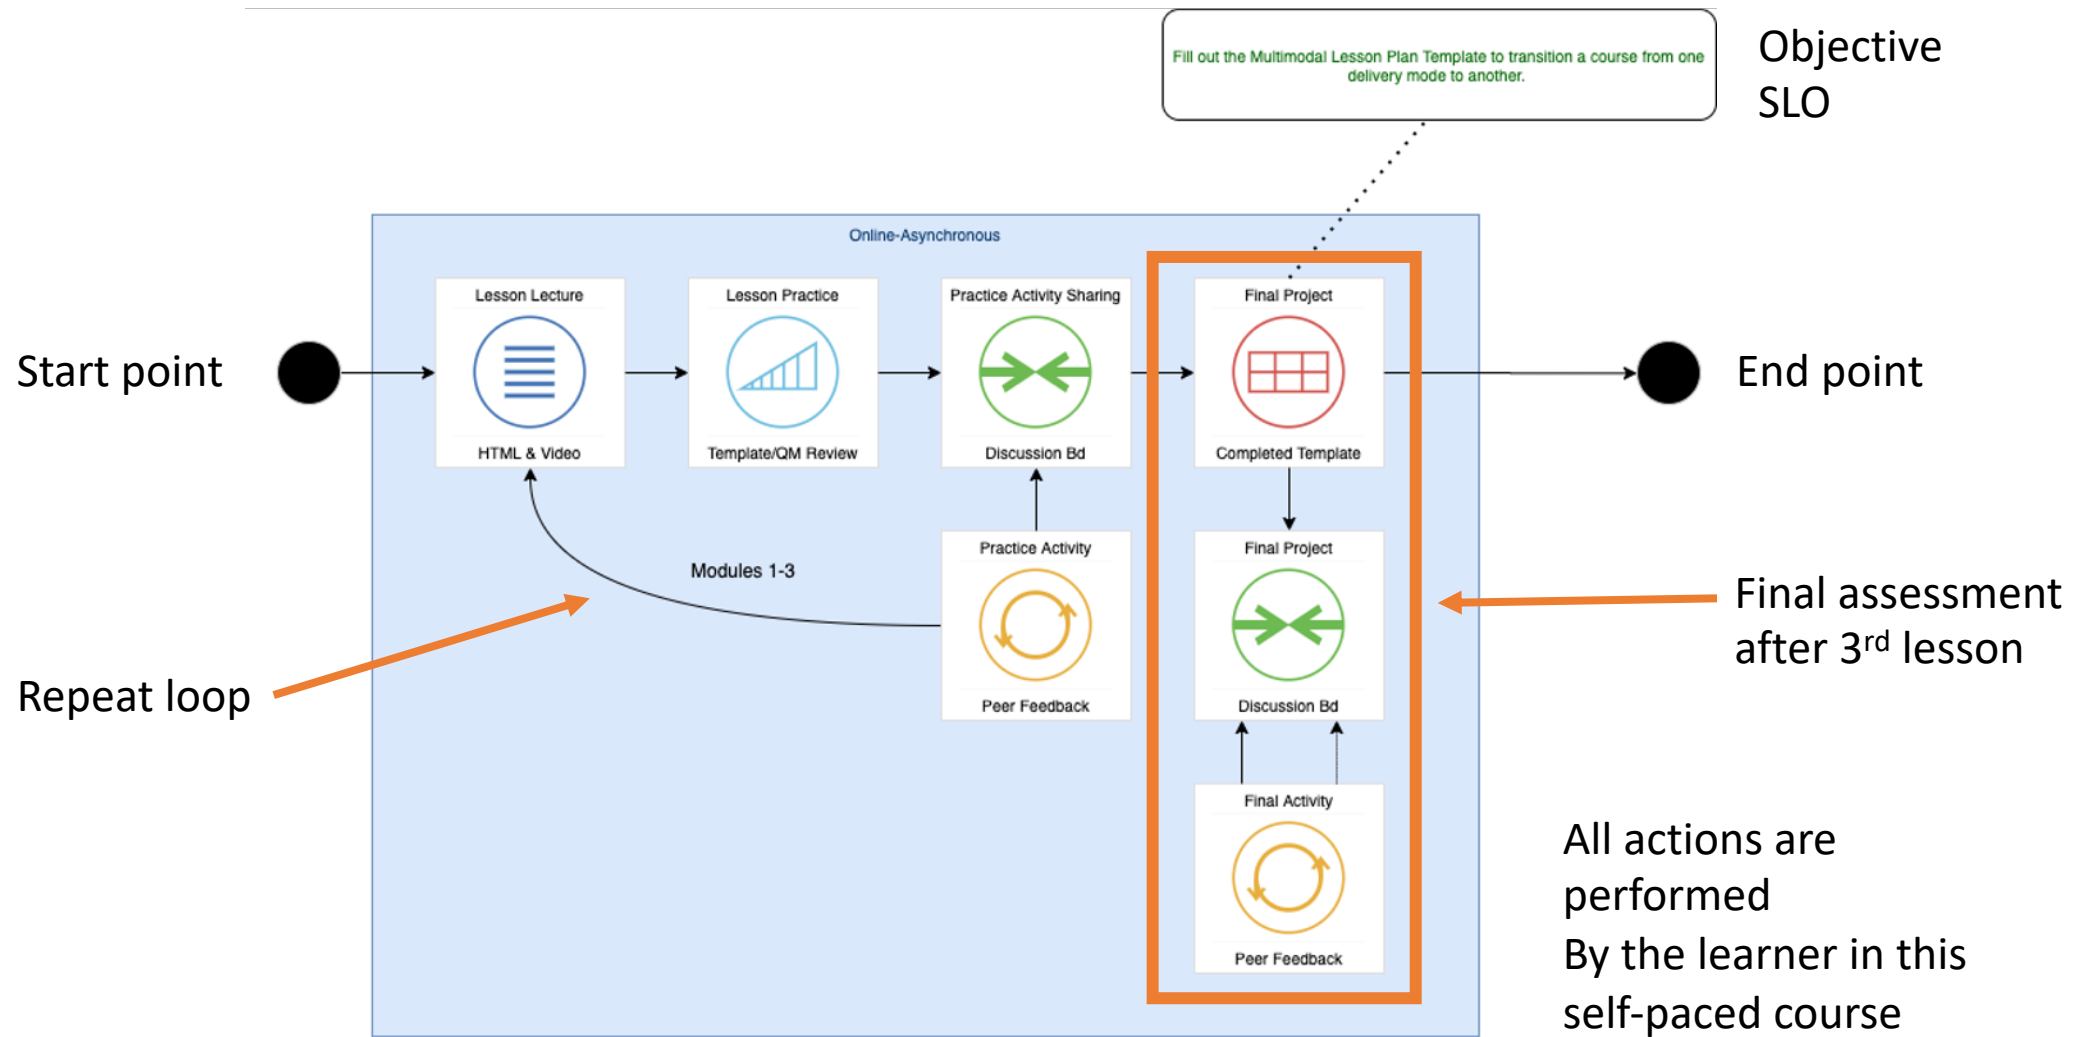 Fill out the Multimodal Lesson Plan Template to transition a course from one
delivery mode to another.
Objective
SLO
Online-Asynchronous
Lesson Lecture
HTML & Video
Lesson Practice
Template/QM Review
Practice Activity Sharing
Discussion Bd
Final Project
Completed Template
Start point
End point
Modules 1-3
Practice Activity
Peer Feedback
Final Project
Discussion Bd
Final assessment
after 3rd lesson
Repeat loop
Final Activity
Peer Feedback
All actions are
performed
By the learner in this
self-paced course